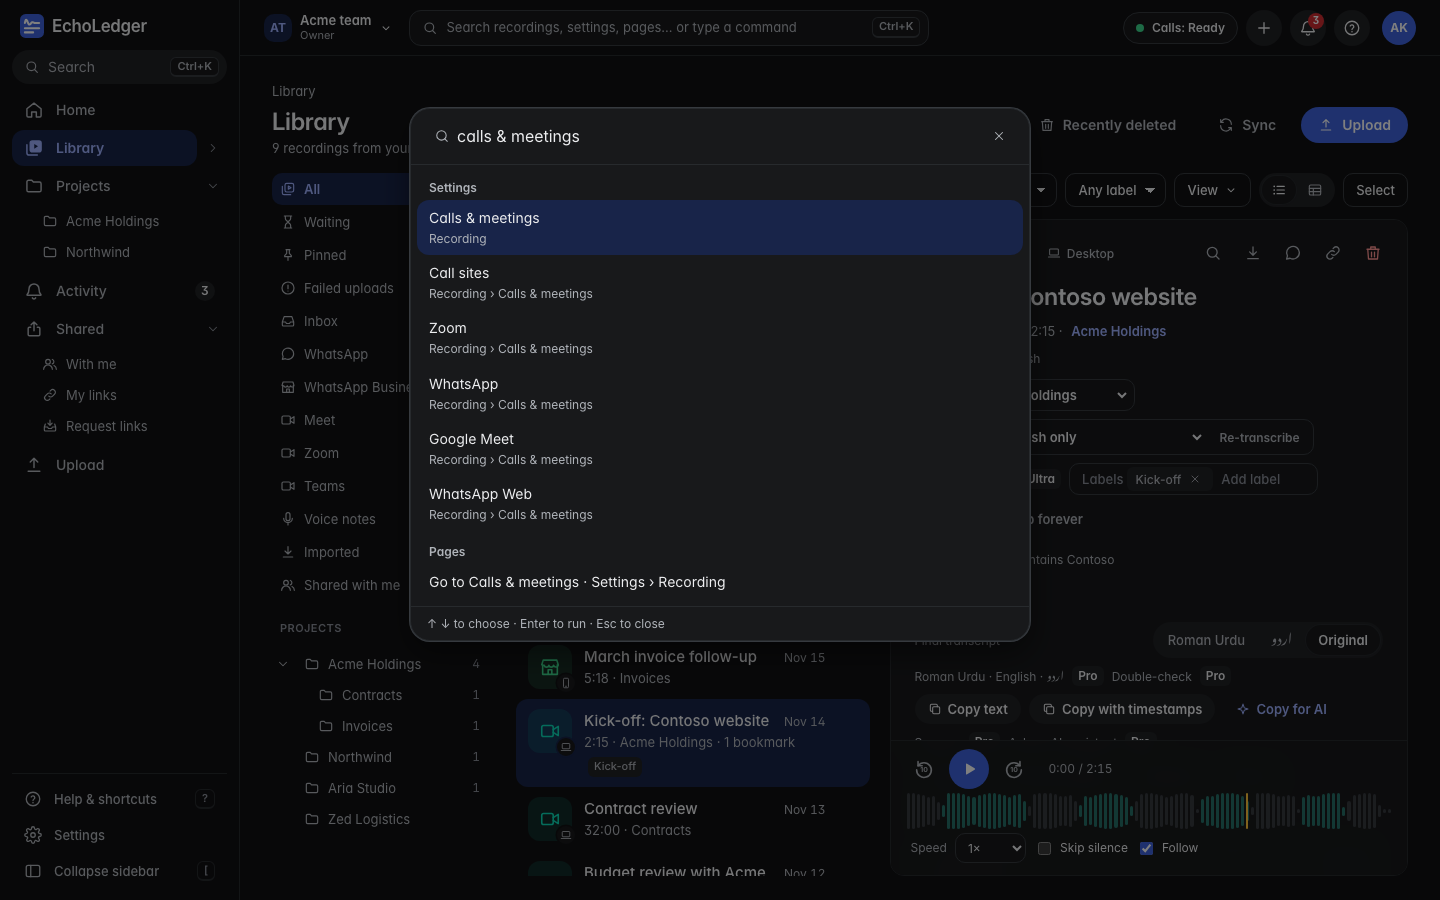 EchoLedger
Search Ctrl+K
Home
Library
Projects
Acme Holdings
Northwind
Activity 3
Shared
With me
My links
Request links
Upload
Help & shortcuts ?
Settings
Collapse sidebar [
AT Acme team
Owner
Search recordings, settings, pages... or type a command Ctrl+K
Calls: Ready
3
AK
Library
Library
9 recordings from your
Recently deleted
Sync
Upload
Any label
View
Select
All
Waiting
Pinned
Failed uploads
Inbox
WhatsApp
WhatsApp Busine
Meet
Zoom
Teams
Voice notes
Imported
Shared with me
PROJECTS
Acme Holdings 4
Contracts 1
Invoices 1
Northwind 1
Aria Studio 1
Zed Logistics
calls & meetings
Settings
Calls & meetings
Recording
Call sites
Recording › Calls & meetings
Zoom
Recording › Calls & meetings
WhatsApp
Recording › Calls & meetings
Google Meet
Recording › Calls & meetings
WhatsApp Web
Recording › Calls & meetings
Pages
Go to Calls & meetings · Settings › Recording
↑ ↓ to choose · Enter to run · Esc to close
March invoice follow-up Nov 15
5:18 · Invoices
Kick-off: Contoso website Nov 14
2:15 · Acme Holdings · 1 bookmark
Kick-off
Contract review Nov 13
32:00 · Contracts
Budget review with Acme Nov 12
Desktop
ontoso website
2:15 · Acme Holdings
sh
oldings
sh only Re-transcribe
Ultra Labels Kick-off Add label
forever
ntains Contoso
Final transcript
Roman Urdu اردو Original
Roman Urdu · English · اردو Pro Double-check Pro
Copy text Copy with timestamps Copy for AI
10 10 0:00 / 2:15
Speed 1× Skip silence Follow